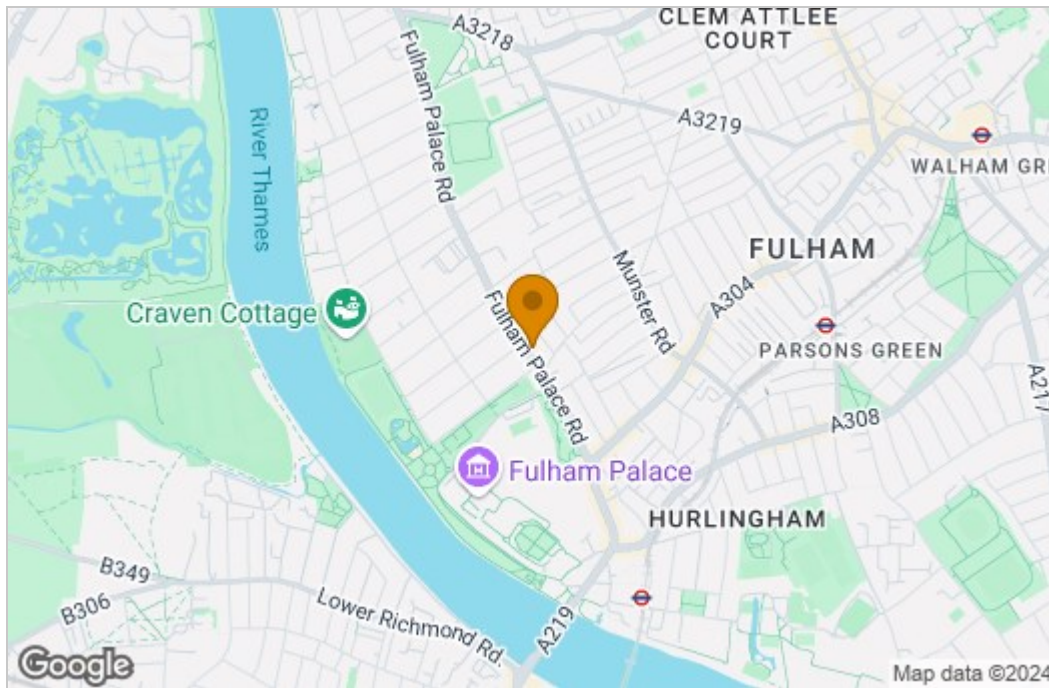 CLEM ATTLEE
COURT
A3218
Fulham Palace Rd
A3219
WALHAM GRE
River Thames
FULHAM
Munster Rd
A304
Craven Cottage
Fulham Palace Rd
PARSONS GREEN
A217
A308
Fulham Palace
HURLINGHAM
B349
B306
Lower Richmond Rd.
A219
Google
Map data ©2024